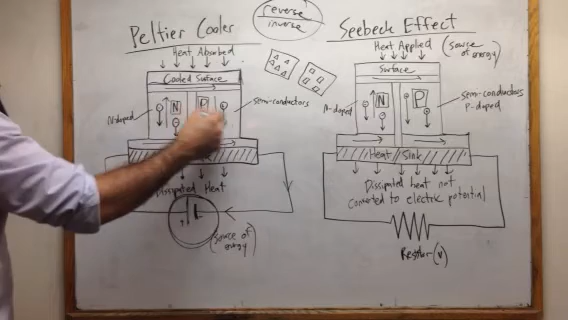 Peltier Cooler
reverse
inverse
Seebeck Effect
Heat Absorbed
Cooled Surface
N
P
N-doped
semi-conductors
Dissipated Heat
+
(source of energy)
Heat Applied
(source of energy)
Surface
N
P
N-doped
semi-conductors
P-doped
Heat Sink
Dissipated heat not
converted to electric potential
Resistor (V)